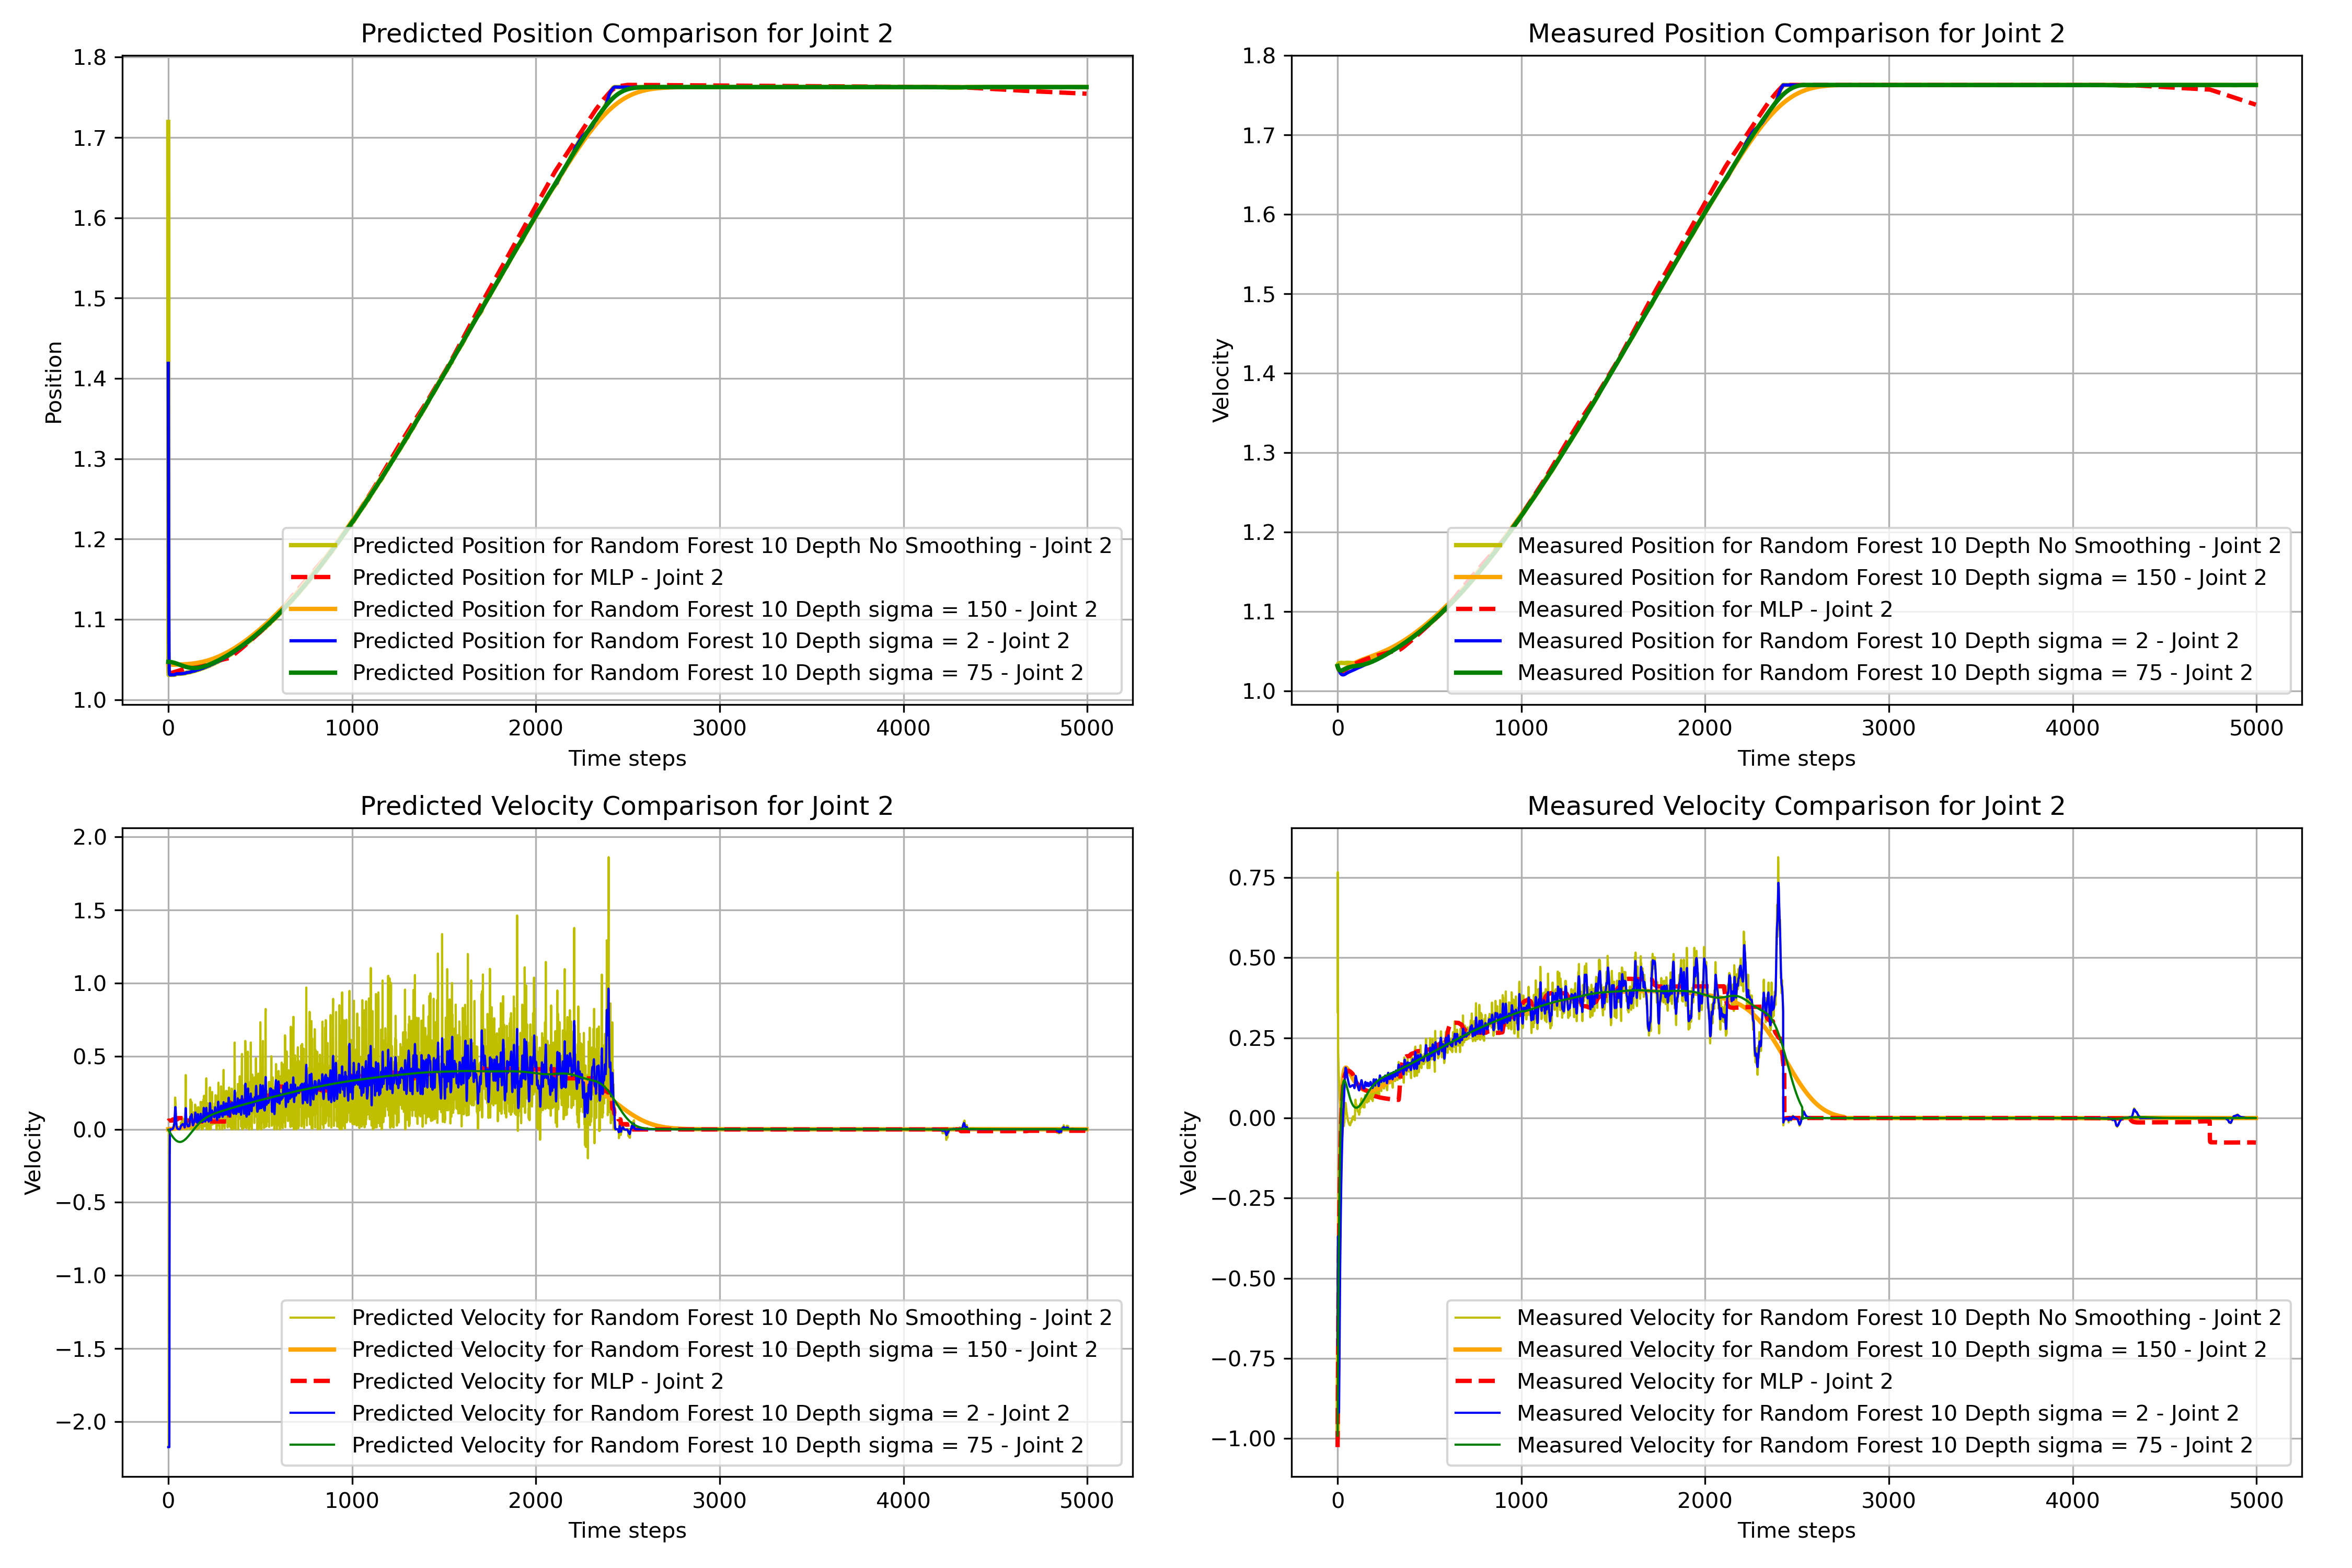 Predicted Position Comparison for Joint 2
1.8
1.7
1.6
1.5
1.4
1.3
1.2
1.1
1.0
Position
Predicted Position for Random Forest 10 Depth No Smoothing - Joint 2
Predicted Position for MLP - Joint 2
Predicted Position for Random Forest 10 Depth sigma = 150 - Joint 2
Predicted Position for Random Forest 10 Depth sigma = 2 - Joint 2
Predicted Position for Random Forest 10 Depth sigma = 75 - Joint 2
0 1000 2000 3000 4000 5000
Time steps
Measured Position Comparison for Joint 2
1.8
1.7
1.6
1.5
1.4
1.3
1.2
1.1
1.0
Velocity
Measured Position for Random Forest 10 Depth No Smoothing - Joint 2
Measured Position for Random Forest 10 Depth sigma = 150 - Joint 2
Measured Position for MLP - Joint 2
Measured Position for Random Forest 10 Depth sigma = 2 - Joint 2
Measured Position for Random Forest 10 Depth sigma = 75 - Joint 2
0 1000 2000 3000 4000 5000
Time steps
Predicted Velocity Comparison for Joint 2
2.0
1.5
1.0
0.5
0.0
−0.5
−1.0
−1.5
−2.0
Velocity
Predicted Velocity for Random Forest 10 Depth No Smoothing - Joint 2
Predicted Velocity for Random Forest 10 Depth sigma = 150 - Joint 2
Predicted Velocity for MLP - Joint 2
Predicted Velocity for Random Forest 10 Depth sigma = 2 - Joint 2
Predicted Velocity for Random Forest 10 Depth sigma = 75 - Joint 2
0 1000 2000 3000 4000 5000
Time steps
Measured Velocity Comparison for Joint 2
0.75
0.50
0.25
0.00
−0.25
−0.50
−0.75
−1.00
Velocity
Measured Velocity for Random Forest 10 Depth No Smoothing - Joint 2
Measured Velocity for Random Forest 10 Depth sigma = 150 - Joint 2
Measured Velocity for MLP - Joint 2
Measured Velocity for Random Forest 10 Depth sigma = 2 - Joint 2
Measured Velocity for Random Forest 10 Depth sigma = 75 - Joint 2
0 1000 2000 3000 4000 5000
Time steps